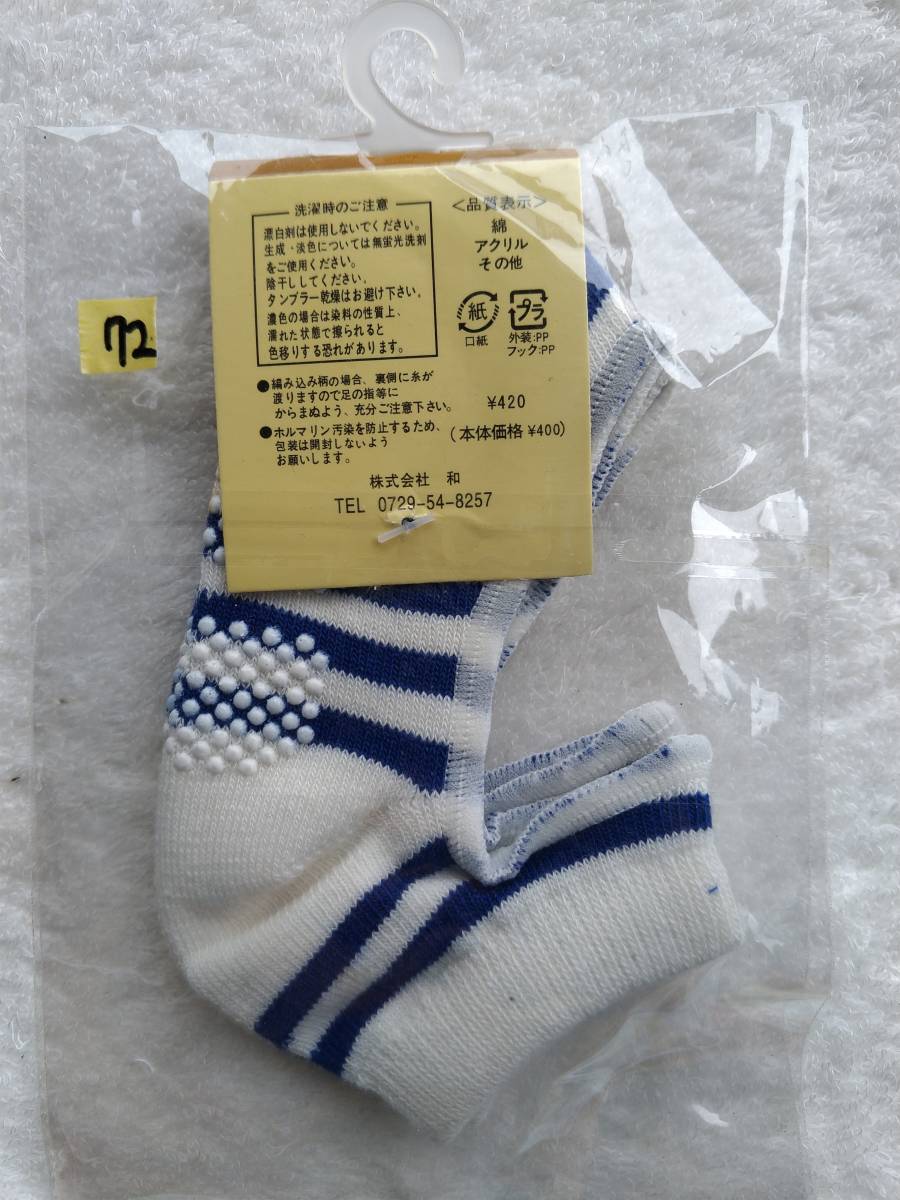 洗濯時のご注意
漂白剤は使用しないでください。
生成・淡色については無蛍光洗剤
をご使用ください。
陰干ししてください。
タンブラー乾燥はお避け下さい。
濃色の場合は染料の性質上、
濡れた状態で擦られると
色移りする恐れがあります。
●編み込み柄の場合、裏側に糸が
渡りますので足の指等に
からまぬよう、充分ご注意下さい。
●ホルマリン汚染を防止するため、
包装は開封しないよう
お願いします。
<品質表示>
綿
アクリル
その他
紙
口紙
プラ
外装:PP
フック:PP
¥420
(本体価格 ¥400)
株式会社 和
TEL 0729-54-8257
72